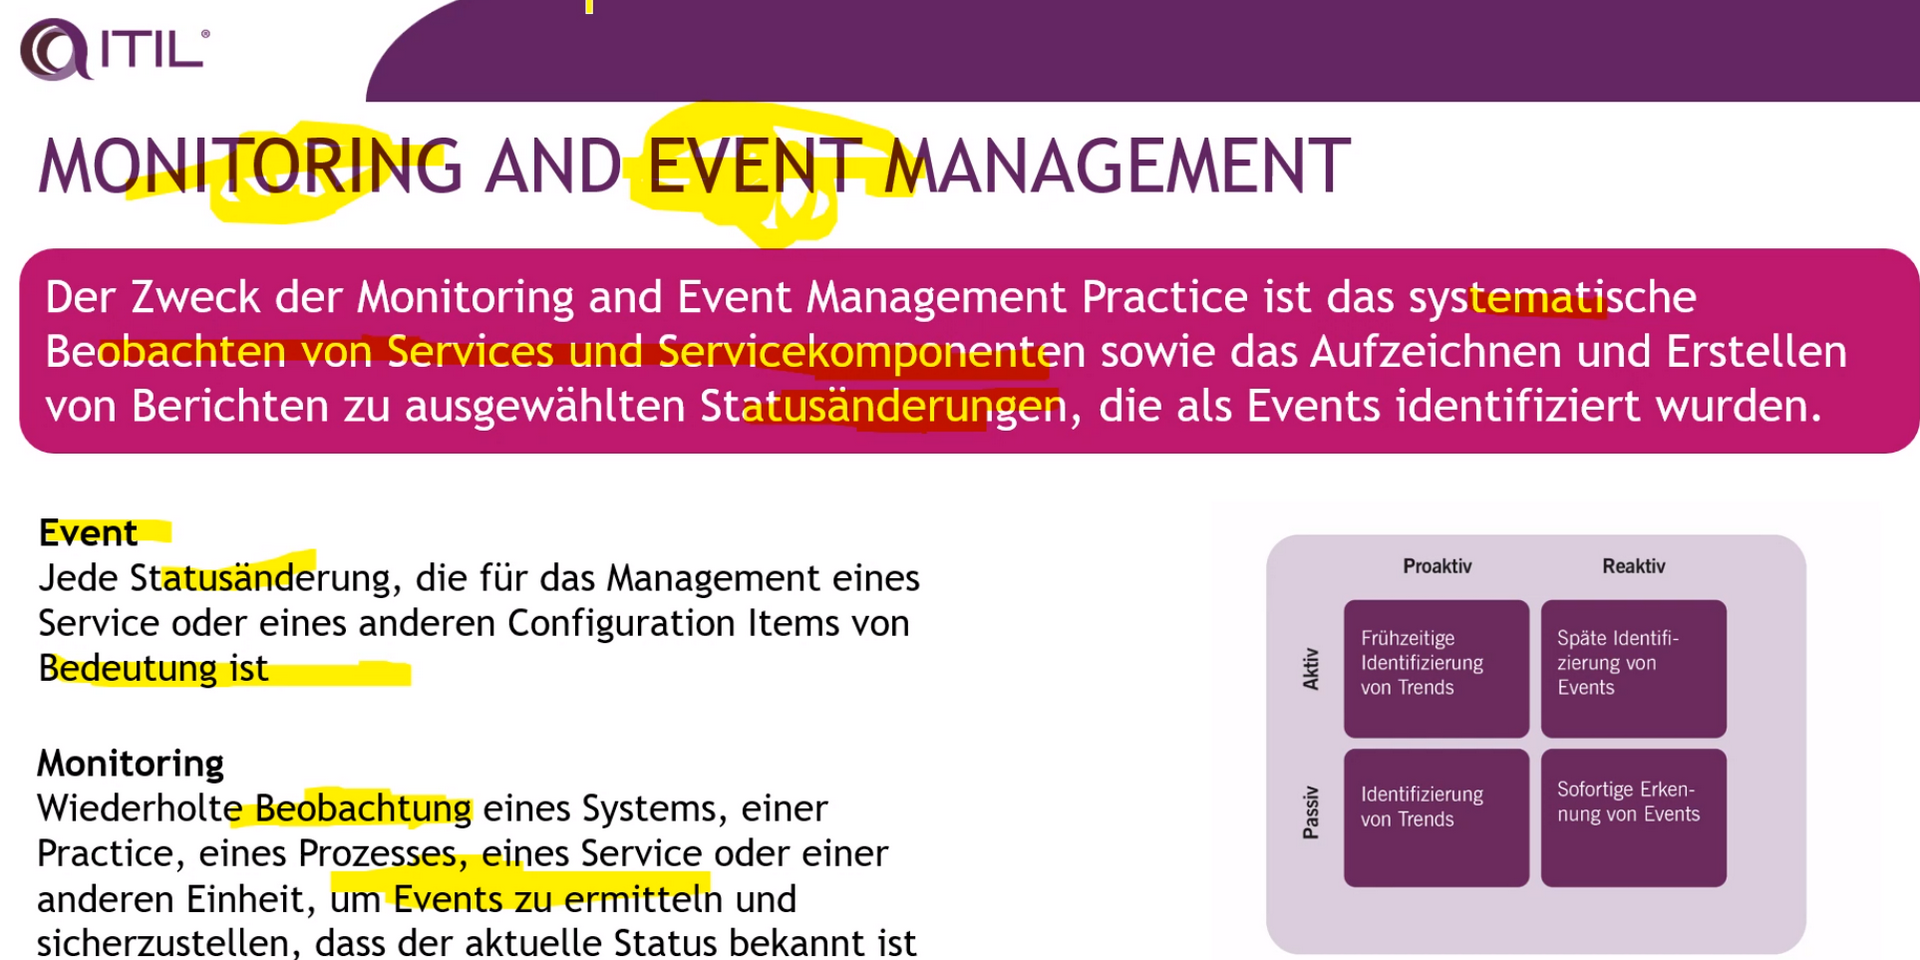 ITIL®
MONITORING AND EVENT MANAGEMENT
Der Zweck der Monitoring and Event Management Practice ist das systematische
Beobachten von Services und Servicekomponenten sowie das Aufzeichnen und Erstellen
von Berichten zu ausgewählten Statusänderungen, die als Events identifiziert wurden.
Event
Jede Statusänderung, die für das Management eines
Service oder eines anderen Configuration Items von
Bedeutung ist
Monitoring
Wiederholte Beobachtung eines Systems, einer
Practice, eines Prozesses, eines Service oder einer
anderen Einheit, um Events zu ermitteln und
sicherzustellen, dass der aktuelle Status bekannt ist
Proaktiv
Reaktiv
Aktiv
Frühzeitige
Identifizierung
von Trends
Späte Identifi-
zierung von
Events
Passiv
Identifizierung
von Trends
Sofortige Erken-
nung von Events